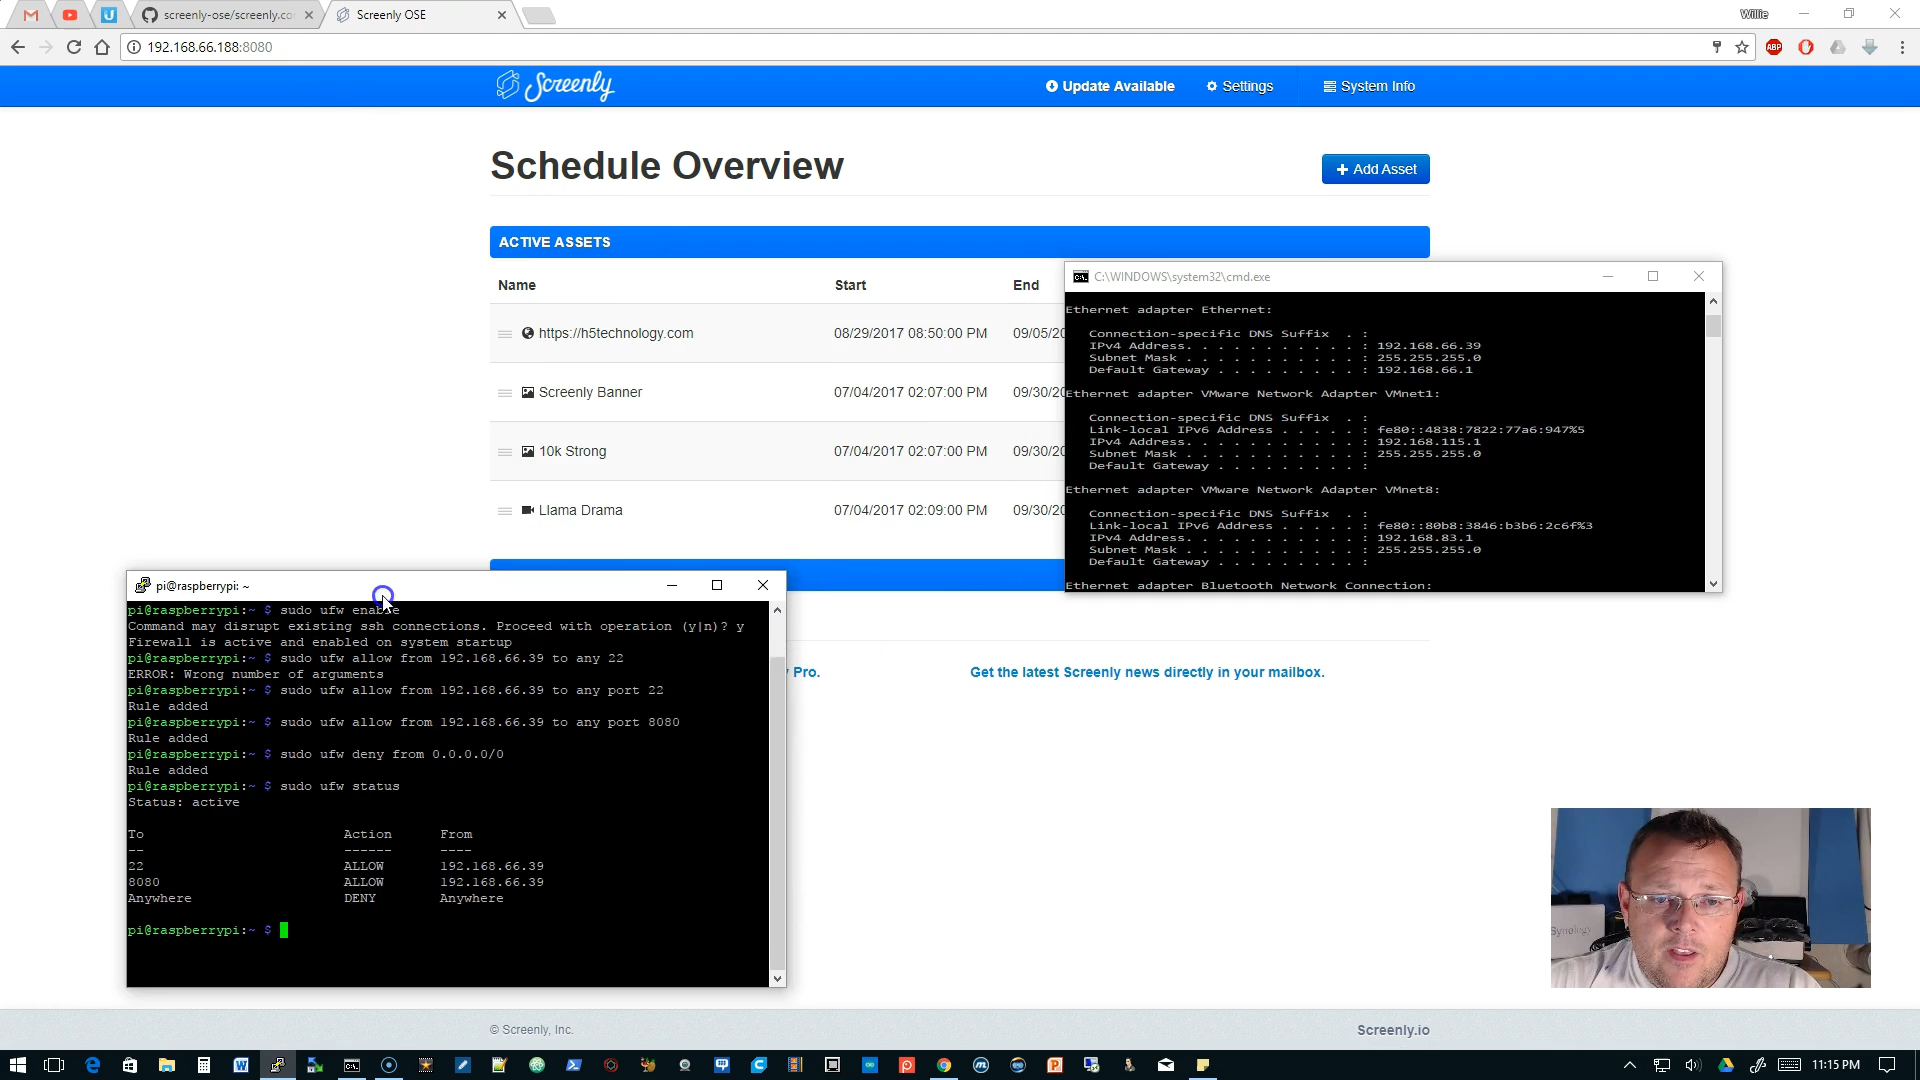 screenly-ose/screenly.co
Screenly OSE
Willie
192.168.66.188:8080
ABP
Screenly
Update Available
Settings
System Info
Schedule Overview
Add Asset
ACTIVE ASSETS
Name Start End
https://h5technology.com 08/29/2017 08:50:00 PM 09/05/20
Screenly Banner 07/04/2017 02:07:00 PM 09/30/20
10k Strong 07/04/2017 02:07:00 PM 09/30/20
Llama Drama 07/04/2017 02:09:00 PM 09/30/20
C:\WINDOWS\system32\cmd.exe
Ethernet adapter Ethernet:
Connection-specific DNS Suffix . :
IPv4 Address. . . . . . . . . . . : 192.168.66.39
Subnet Mask . . . . . . . . . . . : 255.255.255.0
Default Gateway . . . . . . . . . : 192.168.66.1
Ethernet adapter VMware Network Adapter VMnet1:
Connection-specific DNS Suffix . :
Link-local IPv6 Address . . . . . : fe80::4838:7822:77a6:947%5
IPv4 Address. . . . . . . . . . . : 192.168.115.1
Subnet Mask . . . . . . . . . . . : 255.255.255.0
Default Gateway . . . . . . . . . :
Ethernet adapter VMware Network Adapter VMnet8:
Connection-specific DNS Suffix . :
Link-local IPv6 Address . . . . . : fe80::80b8:3846:b3b6:2c6f%3
IPv4 Address. . . . . . . . . . . : 192.168.83.1
Subnet Mask . . . . . . . . . . . : 255.255.255.0
Default Gateway . . . . . . . . . :
Ethernet adapter Bluetooth Network Connection:
pi@raspberrypi: ~
pi@raspberrypi:~ $ sudo ufw enable
Command may disrupt existing ssh connections. Proceed with operation (y|n)? y
Firewall is active and enabled on system startup
pi@raspberrypi:~ $ sudo ufw allow from 192.168.66.39 to any 22
ERROR: Wrong number of arguments
pi@raspberrypi:~ $ sudo ufw allow from 192.168.66.39 to any port 22
Rule added
pi@raspberrypi:~ $ sudo ufw allow from 192.168.66.39 to any port 8080
Rule added
pi@raspberrypi:~ $ sudo ufw deny from 0.0.0.0/0
Rule added
pi@raspberrypi:~ $ sudo ufw status
Status: active
To Action From
-- ------ ----
22 ALLOW 192.168.66.39
8080 ALLOW 192.168.66.39
Anywhere DENY Anywhere
pi@raspberrypi:~ $
Pro.
Get the latest Screenly news directly in your mailbox.
Synology
© Screenly, Inc.
Screenly.io
11:15 PM